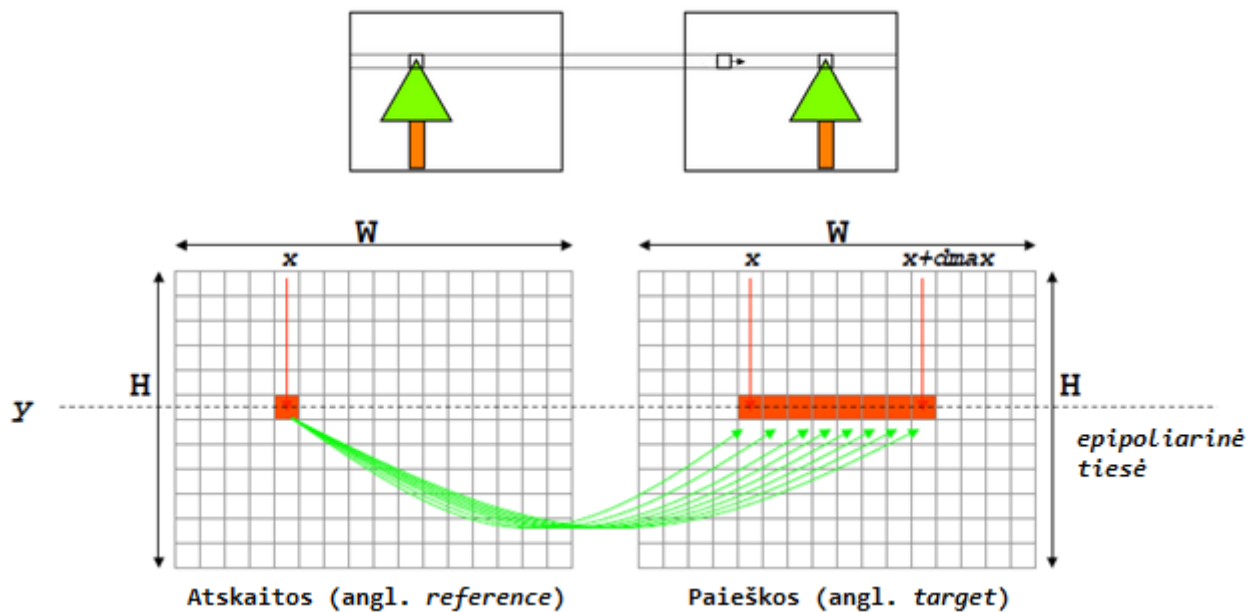 W W
x x x+dmax
H H
y
epipoliarinė
tiesė
Atskaitos (angl. reference) Paieškos (angl. target)